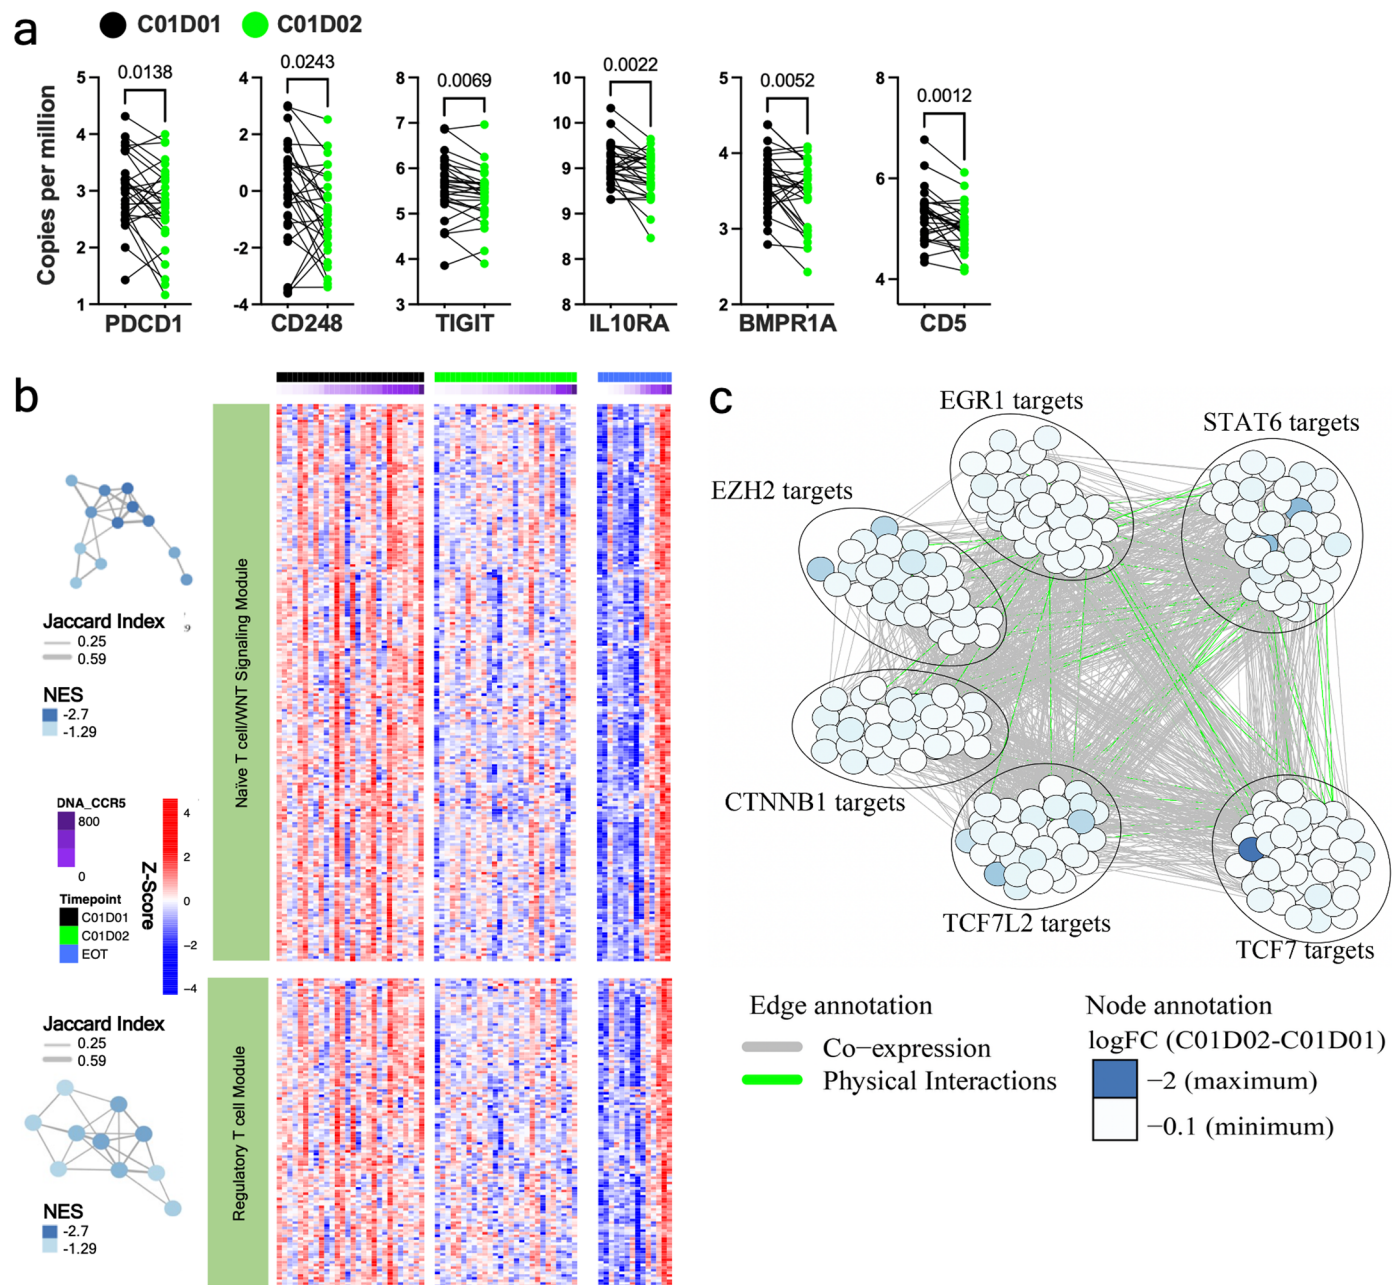 a
C01D01
C01D02
0.0138
0.0243
0.0069
0.0022
0.0052
0.0012
Copies per million
5
4
3
2
1
4
2
0
-2
-4
8
7
6
5
4
3
10
10
9
9
8
8
5
4
3
2
8
6
4
PDCD1
CD248
TIGIT
IL10RA
BMPR1A
CD5
b
Jaccard Index
0.25
0.59
9
NES
-2.7
-1.29
DNA_CCR5
800
0
Timepoint
C01D01
C01D02
EOT
Z-Score
4
2
0
−2
−4
Jaccard Index
0.25
0.59
NES
-2.7
-1.29
Naïve T cell/WNT Signaling Module
Regulatory T cell Module
c
EGR1 targets
STAT6 targets
EZH2 targets
CTNNB1 targets
TCF7L2 targets
TCF7 targets
Edge annotation
Co−expression
Physical Interactions
Node annotation
logFC (C01D02-C01D01)
−2 (maximum)
−0.1 (minimum)